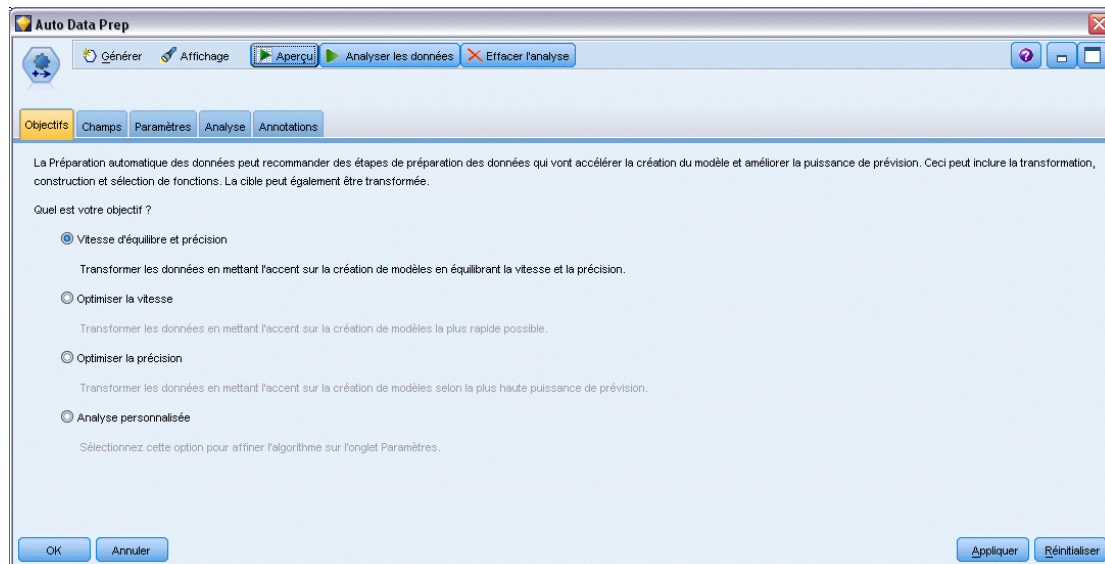 Auto Data Prep
Générer Affichage Aperçu Analyser les données Effacer l'analyse
Objectifs Champs Paramètres Analyse Annotations
La Préparation automatique des données peut recommander des étapes de préparation des données qui vont accélérer la création du modèle et améliorer la puissance de prévision. Ceci peut inclure la transformation,
construction et sélection de fonctions. La cible peut également être transformée.
Quel est votre objectif ?
Vitesse d'équilibre et précision
Transformer les données en mettant l'accent sur la création de modèles en équilibrant la vitesse et la précision.
Optimiser la vitesse
Transformer les données en mettant l'accent sur la création de modèles la plus rapide possible.
Optimiser la précision
Transformer les données en mettant l'accent sur la création de modèles selon la plus haute puissance de prévision.
Analyse personnalisée
Sélectionnez cette option pour affiner l'algorithme sur l'onglet Paramètres.
OK Annuler Appliquer Réinitialiser